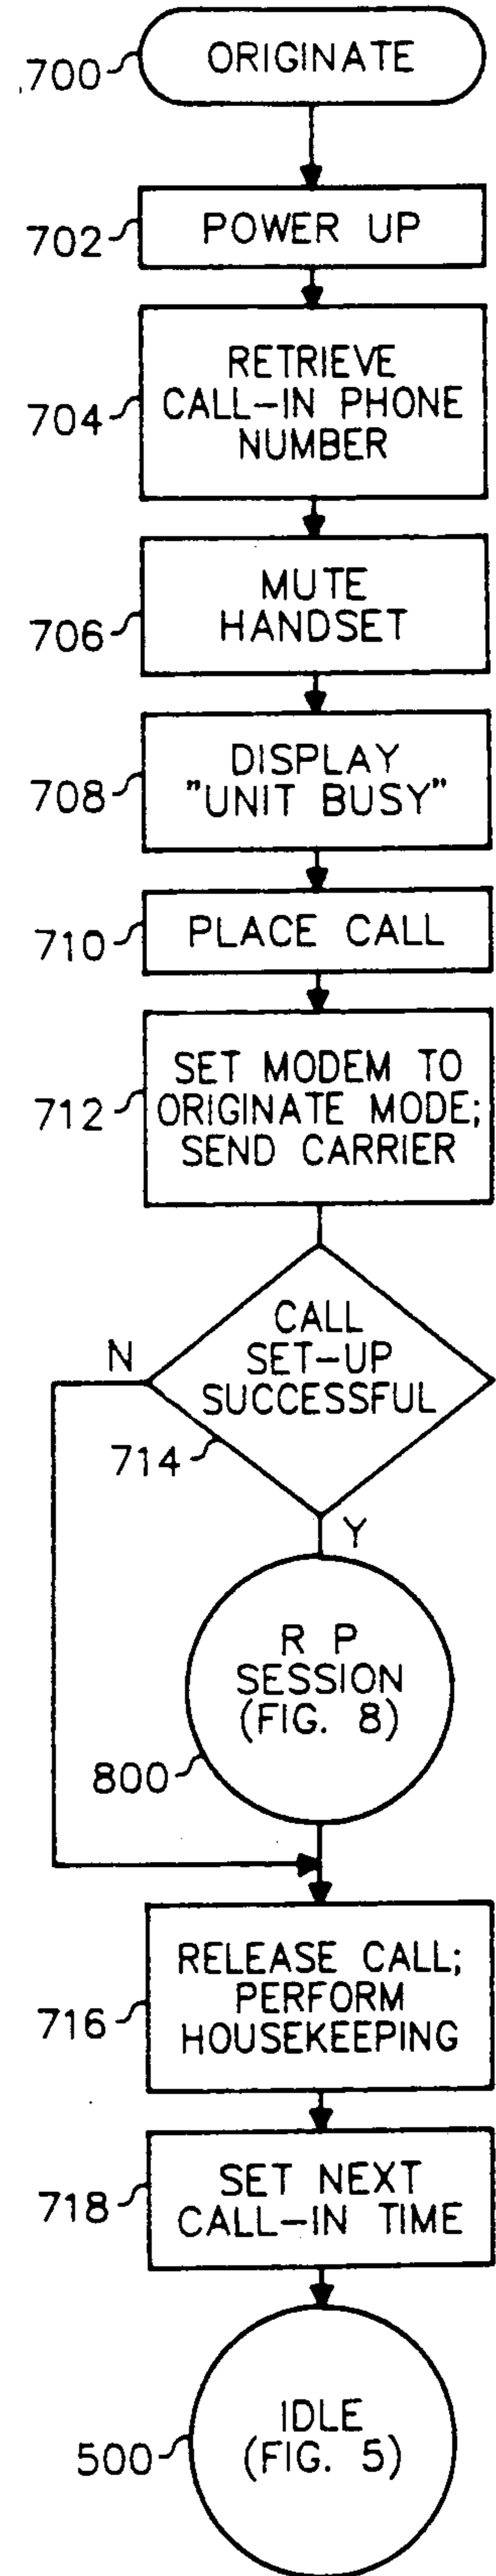 ORIGINATE
700
POWER UP
702
RETRIEVE
CALL-IN PHONE
NUMBER
704
MUTE
HANDSET
706
DISPLAY
"UNIT BUSY"
708
PLACE CALL
710
SET MODEM TO
ORIGINATE MODE;
SEND CARRIER
712
CALL
SET-UP
SUCCESSFUL
N
714
Y
R P
SESSION
(FIG. 8)
800
RELEASE CALL;
PERFORM
HOUSEKEEPING
716
SET NEXT
CALL-IN TIME
718
IDLE
(FIG. 5)
500